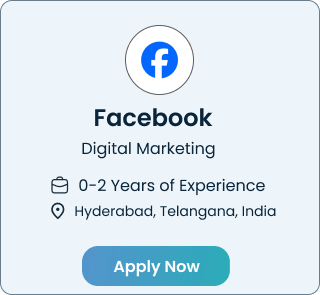 Facebook
Digital Marketing
0-2 Years of Experience
Hyderabad, Telangana, India
Apply Now